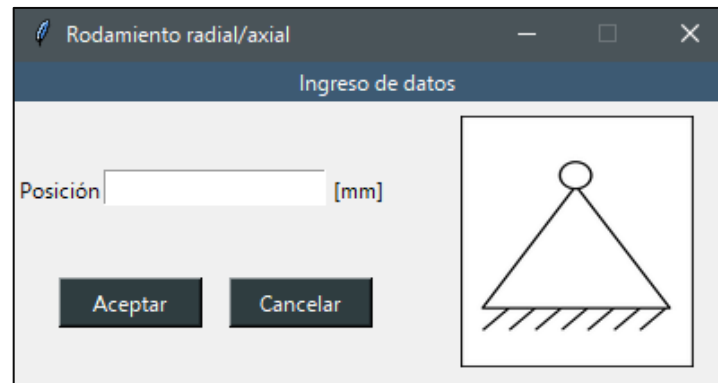 Rodamiento radial/axial
Ingreso de datos
Posición [mm]
Aceptar Cancelar